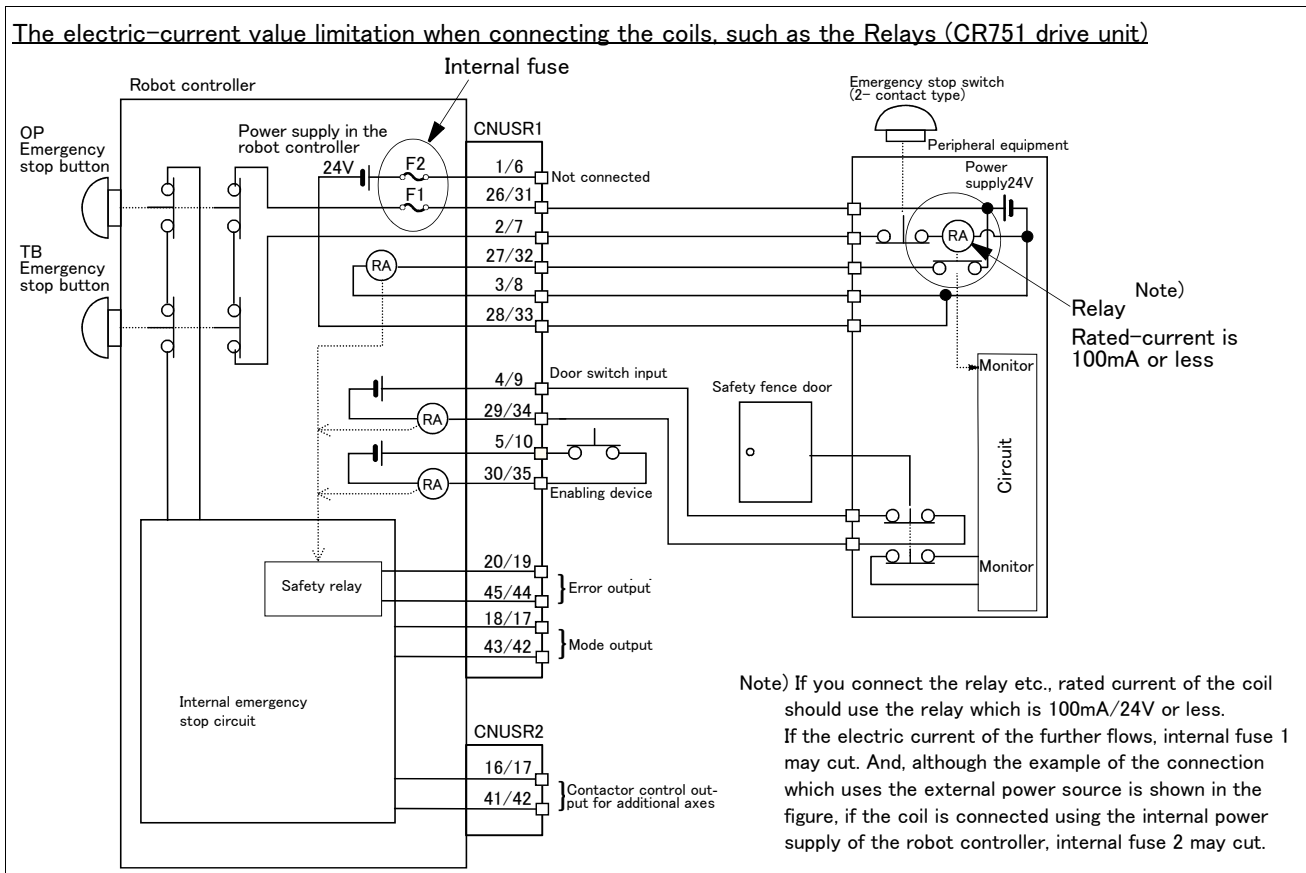 The electric-current value limitation when connecting the coils, such as the Relays (CR751 drive unit)
Internal fuse
Robot controller
Emergency stop switch
(2- contact type)
OP
Emergency
stop button
Power supply in the
robot controller
24V
F2
F1
CNUSR1
1/6
Not connected
26/31
2/7
27/32
3/8
28/33
Peripheral equipment
Power
supply24V
RA
RA
TB
Emergency
stop button
Note)
Relay
Rated-current is
100mA or less
4/9
Door switch input
29/34
RA
5/10
30/35
RA
Enabling device
Safety fence door
Monitor
Circuit
Monitor
Safety relay
20/19
45/44
Error output
18/17
43/42
Mode output
Internal emergency
stop circuit
CNUSR2
16/17
41/42
Contactor control out-
put for additional axes
Note) If you connect the relay etc., rated current of the coil
should use the relay which is 100mA/24V or less.
If the electric current of the further flows, internal fuse 1
may cut. And, although the example of the connection
which uses the external power source is shown in the
figure, if the coil is connected using the internal power
supply of the robot controller, internal fuse 2 may cut.